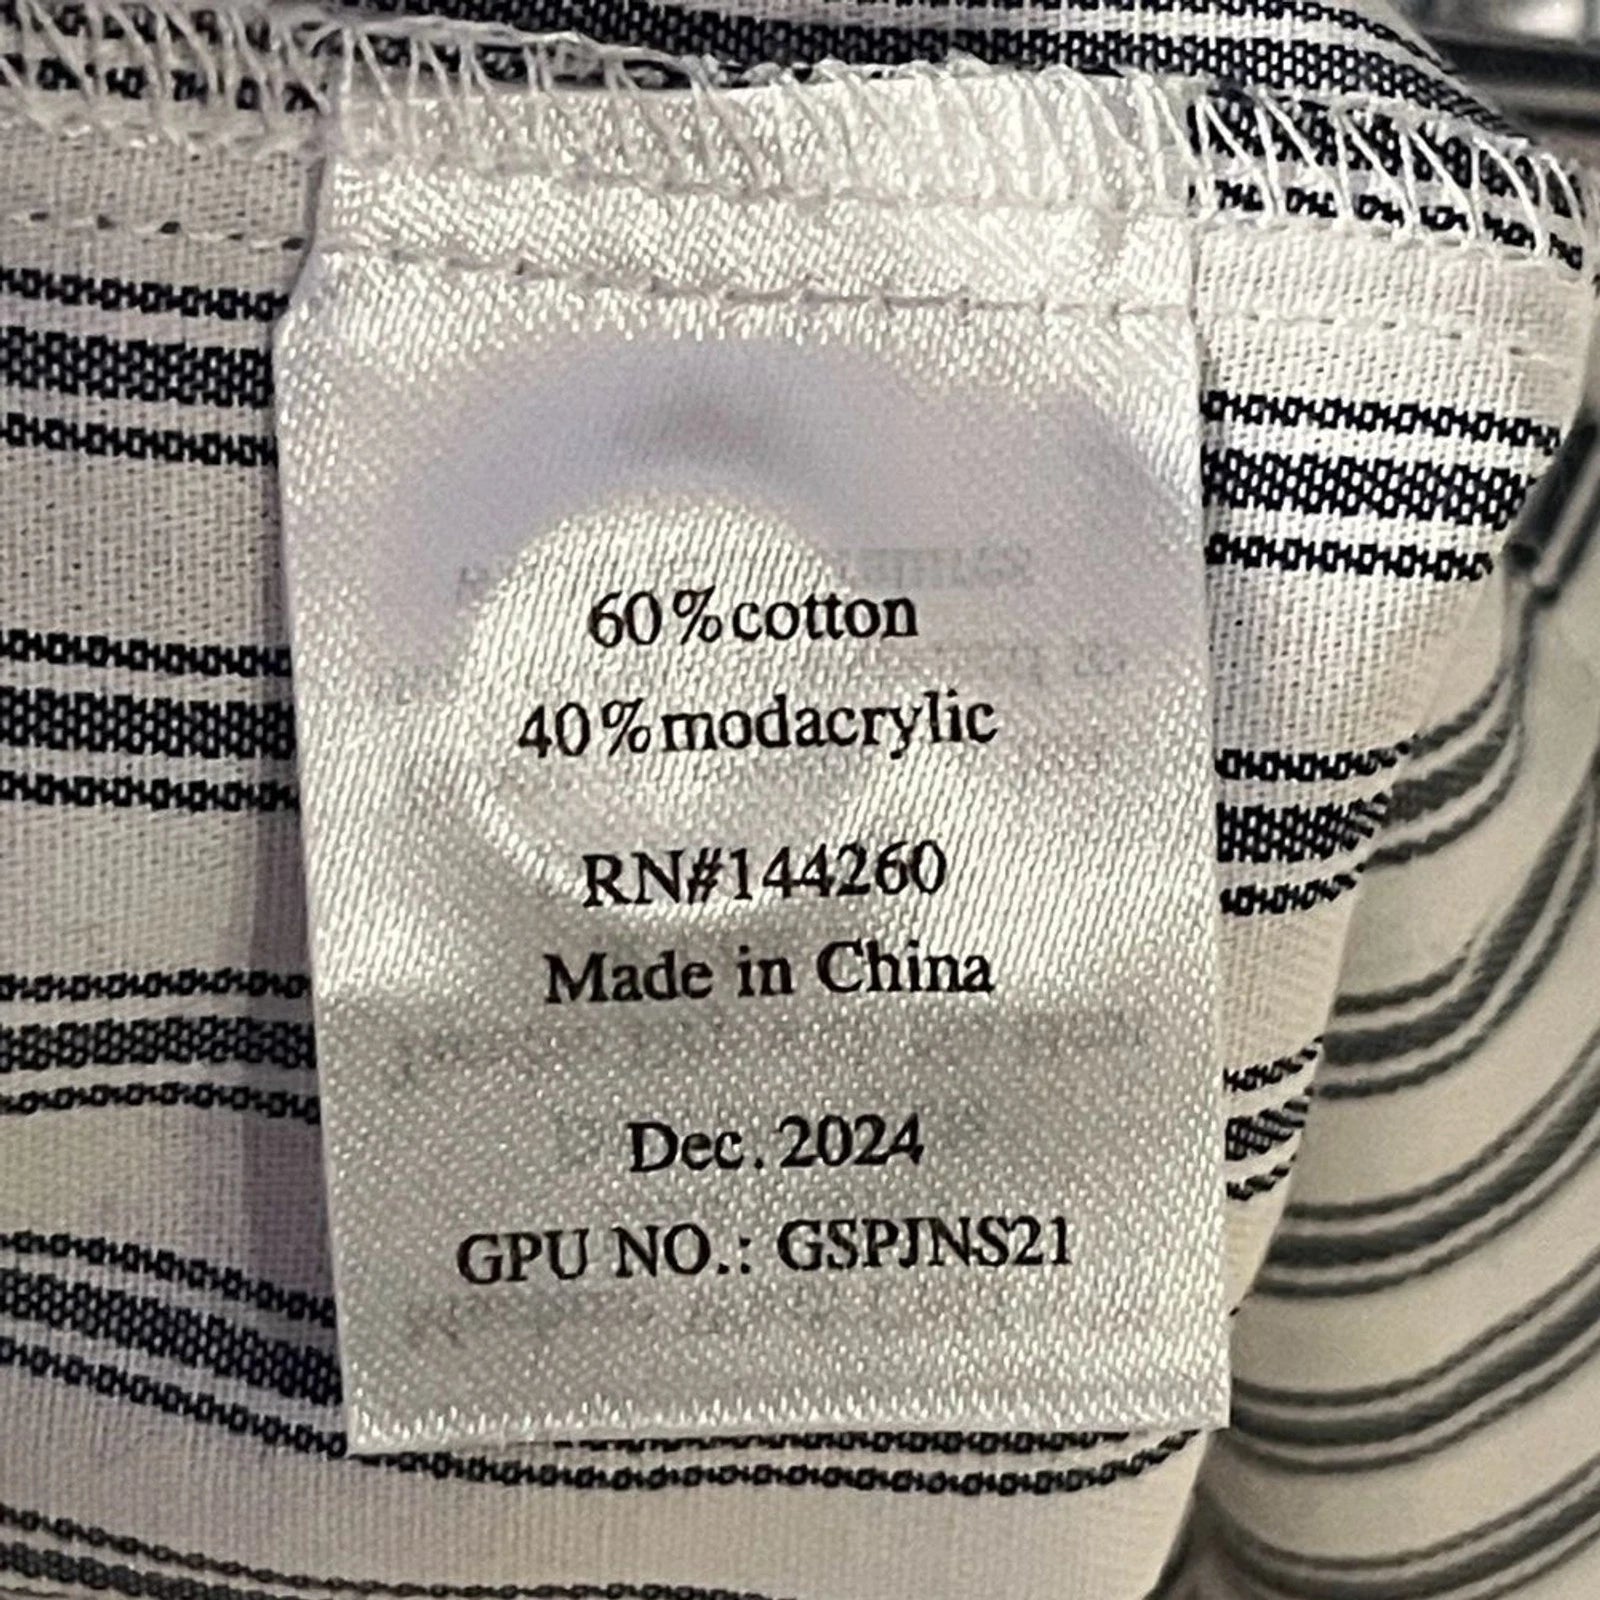 60%cotton
40%modacrylic
RN#144260
Made in China
Dec.2024
GPU NO.: GSPJNS21